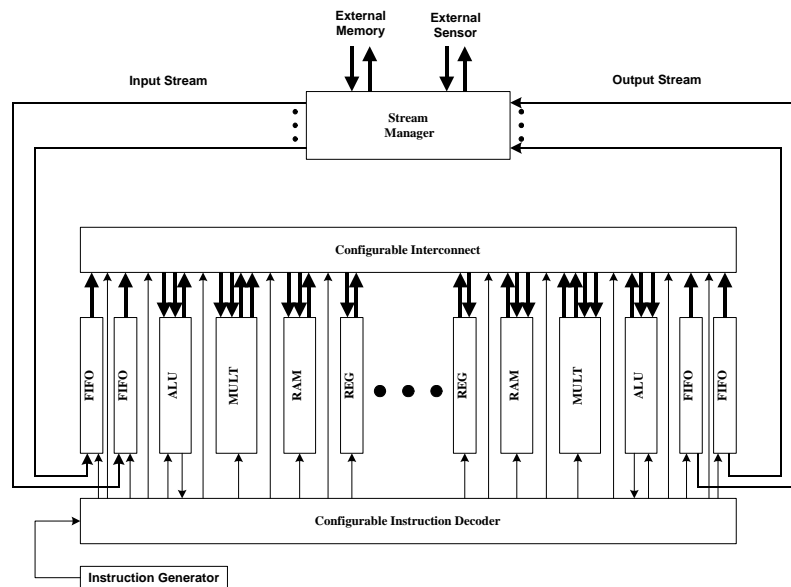 External
Memory
External
Sensor
Input Stream
Output Stream
Stream
Manager
Configurable Interconnect
FIFO
FIFO
ALU
MULT
RAM
REG
REG
RAM
MULT
ALU
FIFO
FIFO
Configurable Instruction Decoder
Instruction Generator